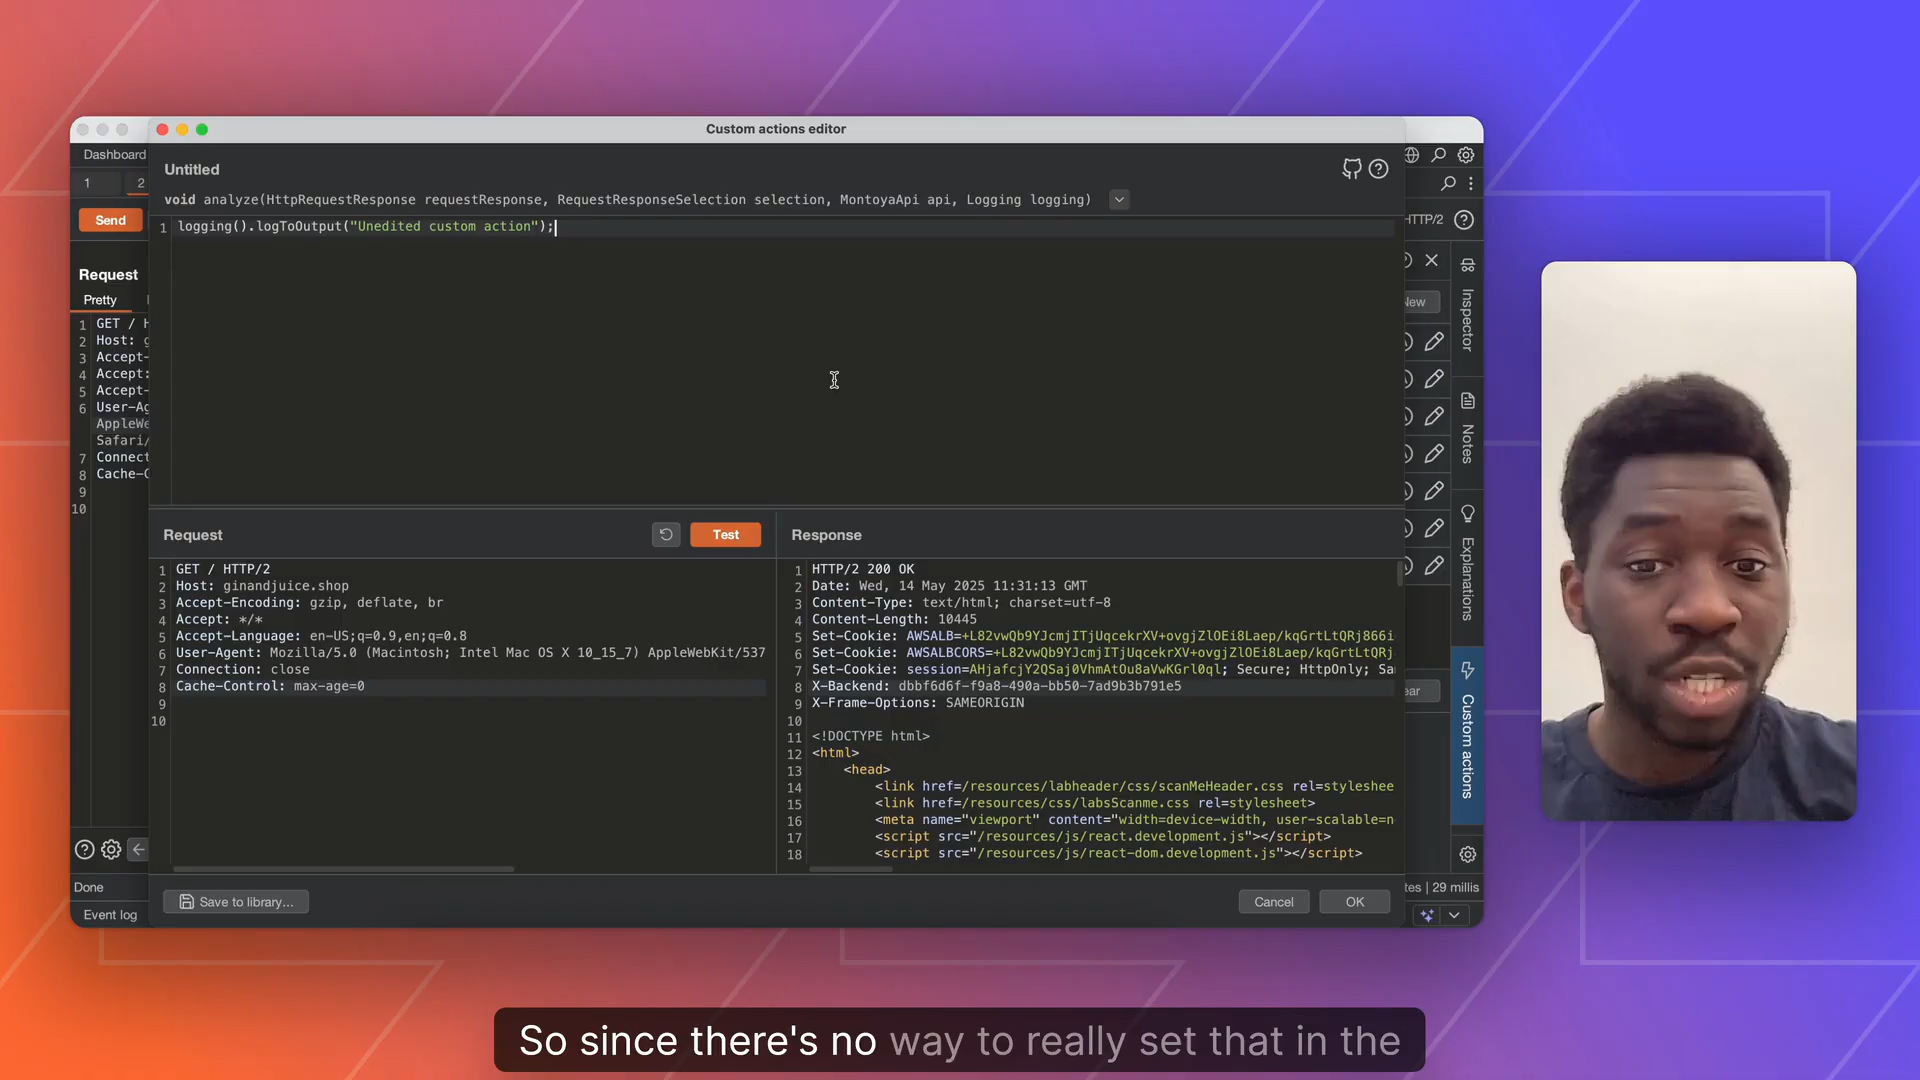 Custom actions editor
Dashboard
Untitled
1
2
void analyze(HttpRequestResponse requestResponse, RequestResponseSelection selection, MontoyaApi api, Logging logging)
Send
1 logging().logToOutput("Unedited custom action");
HTTP/2
Request
Pretty
1 GET / H
2 Host: g
3 Accept-
4 Accept:
5 Accept-
6 User-Ag
AppleWe
Safari/
7 Connect
8 Cache-C
9
10
New
Inspector
Notes
Explanations
Custom actions
Request
Test
Response
1 GET / HTTP/2
2 Host: ginandjuice.shop
3 Accept-Encoding: gzip, deflate, br
4 Accept: */*
5 Accept-Language: en-US;q=0.9,en;q=0.8
6 User-Agent: Mozilla/5.0 (Macintosh; Intel Mac OS X 10_15_7) AppleWebKit/537
7 Connection: close
8 Cache-Control: max-age=0
9
10
1 HTTP/2 200 OK
2 Date: Wed, 14 May 2025 11:31:13 GMT
3 Content-Type: text/html; charset=utf-8
4 Content-Length: 10445
5 Set-Cookie: AWSALB=+L82vwQb9YJcmjITjUqcekrXV+ovgjZlOEi8Laep/kqGrtLtQRj866i
6 Set-Cookie: AWSALBCORS=+L82vwQb9YJcmjITjUqcekrXV+ovgjZlOEi8Laep/kqGrtLtQRj
7 Set-Cookie: session=AHjafcjY2QSaj0VhmAtOu8aVwKGrl0ql; Secure; HttpOnly; Sa
8 X-Backend: dbbf6d6f-f9a8-490a-bb50-7ad9b3b791e5
9 X-Frame-Options: SAMEORIGIN
10
11 <!DOCTYPE html>
12 <html>
13 <head>
14 <link href=/resources/labheader/css/scanMeHeader.css rel=styleshee
15 <link href=/resources/css/labsScanme.css rel=stylesheet>
16 <meta name="viewport" content="width=device-width, user-scalable=n
17 <script src="/resources/js/react.development.js"></script>
18 <script src="/resources/js/react-dom.development.js"></script>
ear
Done
tes | 29 millis
Save to library...
Cancel
OK
Event log
So since there's no way to really set that in the